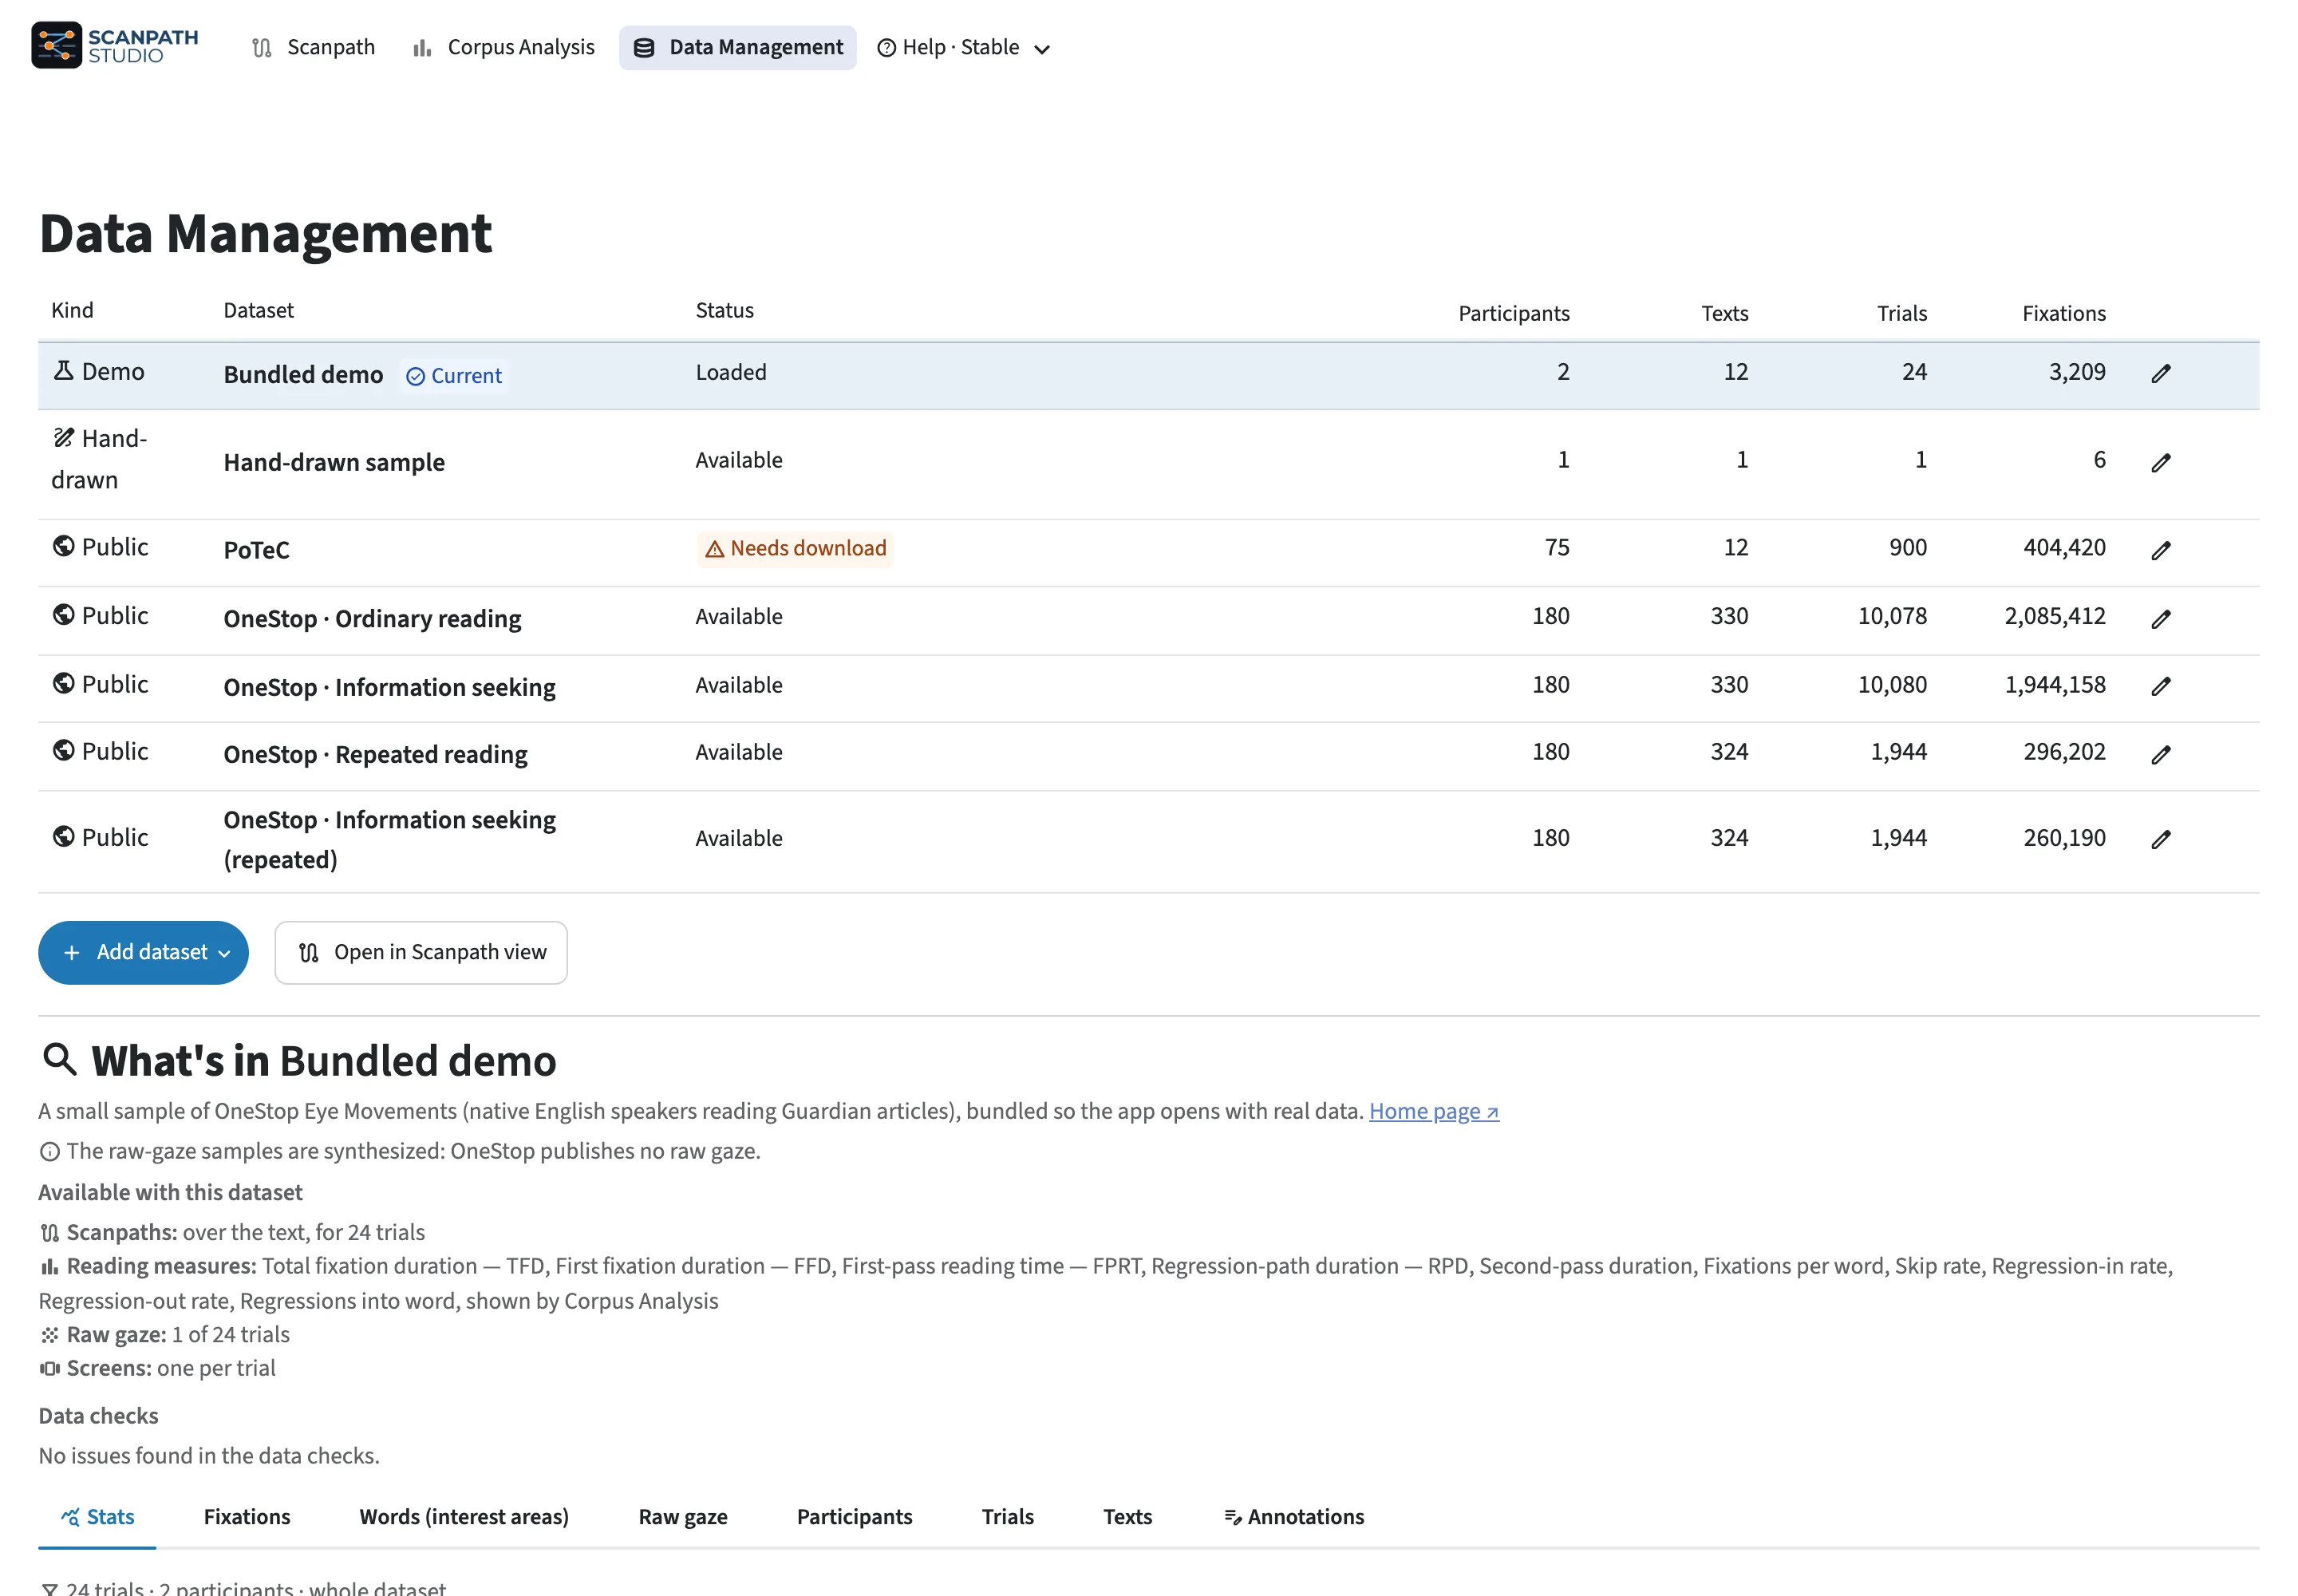 SCANPATH
STUDIO
Scanpath
Corpus Analysis
Data Management
Help · Stable
Data Management
Kind Dataset Status Participants Texts Trials Fixations
Demo Bundled demo Current Loaded 2 12 24 3,209
Hand-
drawn Hand-drawn sample Available 1 1 1 6
Public PoTeC Needs download 75 12 900 404,420
Public OneStop · Ordinary reading Available 180 330 10,078 2,085,412
Public OneStop · Information seeking Available 180 330 10,080 1,944,158
Public OneStop · Repeated reading Available 180 324 1,944 296,202
Public OneStop · Information seeking
(repeated) Available 180 324 1,944 260,190
+ Add dataset
Open in Scanpath view
What's in Bundled demo
A small sample of OneStop Eye Movements (native English speakers reading Guardian articles), bundled so the app opens with real data. Home page ↗
The raw-gaze samples are synthesized: OneStop publishes no raw gaze.
Available with this dataset
Scanpaths: over the text, for 24 trials
Reading measures: Total fixation duration — TFD, First fixation duration — FFD, First-pass reading time — FPRT, Regression-path duration — RPD, Second-pass duration, Fixations per word, Skip rate, Regression-in rate,
Regression-out rate, Regressions into word, shown by Corpus Analysis
Raw gaze: 1 of 24 trials
Screens: one per trial
Data checks
No issues found in the data checks.
Stats Fixations Words (interest areas) Raw gaze Participants Trials Texts Annotations
24 trials · 2 participants · whole dataset